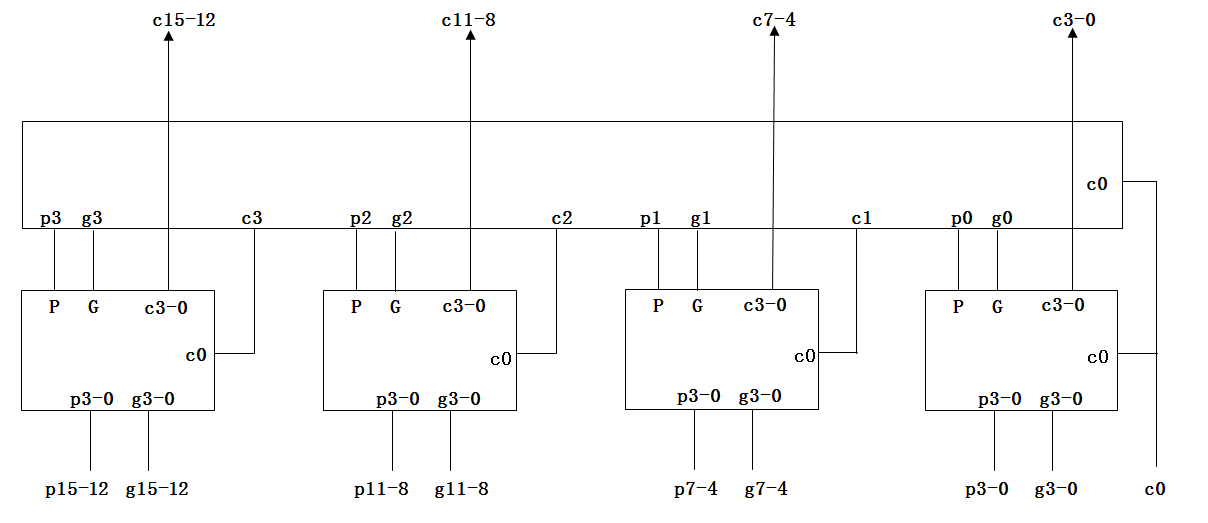 c15-12 c11-8 c7-4 c3-0
c0
p3 g3 c3 p2 g2 c2 p1 g1 c1 p0 g0
P G c3-0 P G c3-0 P G c3-0 P G c3-0
c0 c0 c0 c0
p3-0 g3-0 p3-0 g3-0 p3-0 g3-0 p3-0 g3-0
p15-12 g15-12 p11-8 g11-8 p7-4 g7-4 p3-0 g3-0 c0